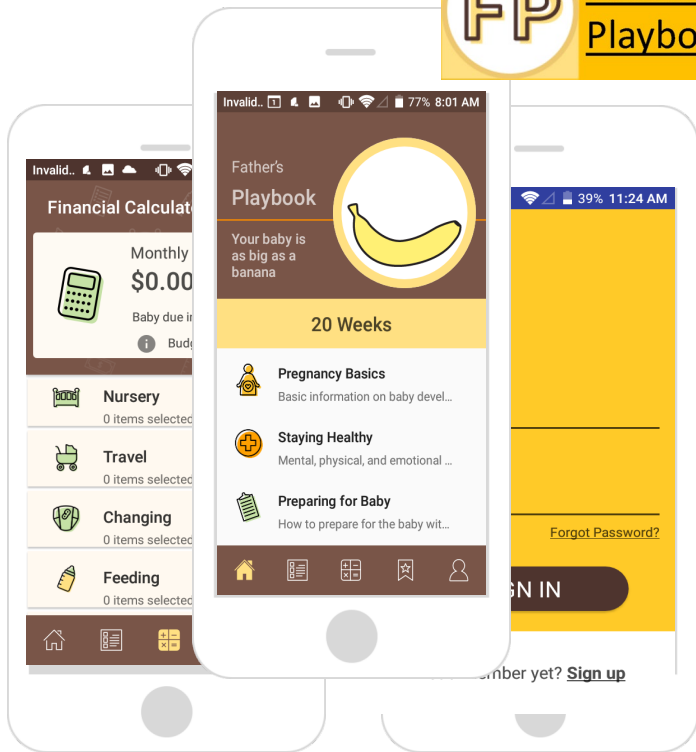 FP
Playbo
Invalid.. 1 77% 8:01 AM
Father's
Playbook
Your baby is
as big as a
banana
20 Weeks
Pregnancy Basics
Basic information on baby devel...
Staying Healthy
Mental, physical, and emotional ...
Preparing for Baby
How to prepare for the baby wit...
Invalid..
Financial Calculat
Monthly
$0.00
Baby due i
Budg
Nursery
0 items selected
Travel
0 items selected
Changing
0 items selected
Feeding
0 items selected
39% 11:24 AM
Forgot Password?
GN IN
mber yet? Sign up